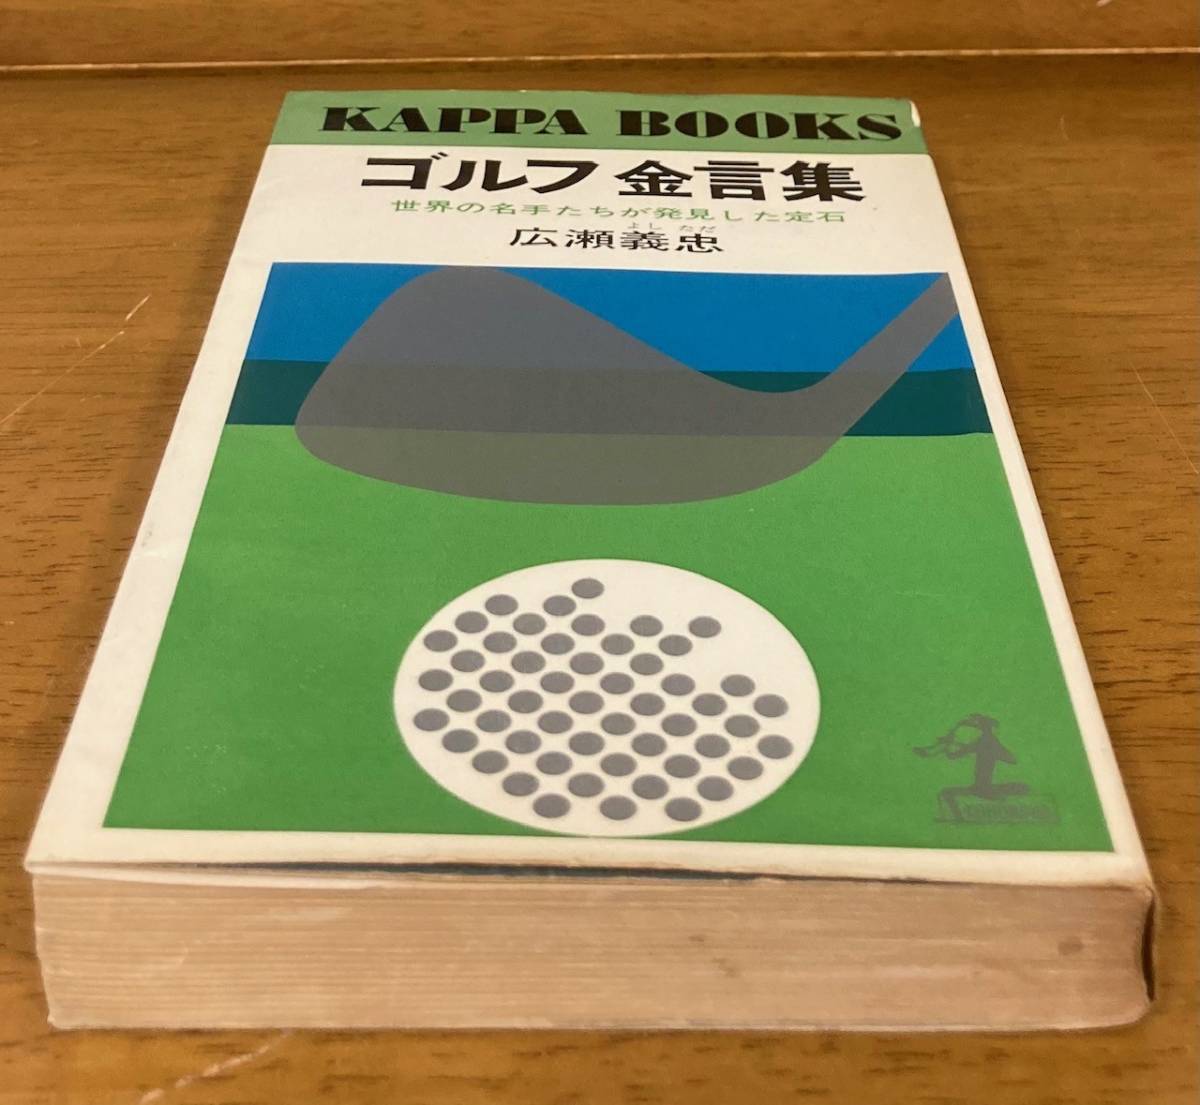 KAPPA BOOKS
ゴルフ 金言集
世界の名手たちが発見した定石
よし ただ
広瀬義忠